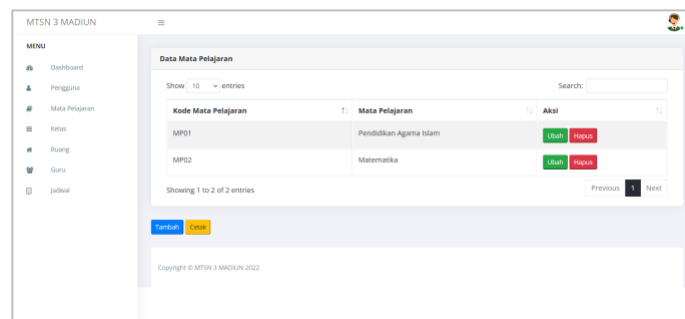 MTSN 3 MADIUN
MENU
Dashboard
Pengguna
Mata Pelajaran
Kelas
Ruang
Guru
Jadwal
Data Mata Pelajaran
Show 10 entries
Search:
Kode Mata Pelajaran Mata Pelajaran Aksi
MP01 Pendidikan Agama Islam Ubah Hapus
MP02 Matematika Ubah Hapus
Showing 1 to 2 of 2 entries
Previous 1 Next
Tambah Cetak
Copyright © MTSN 3 MADIUN 2022